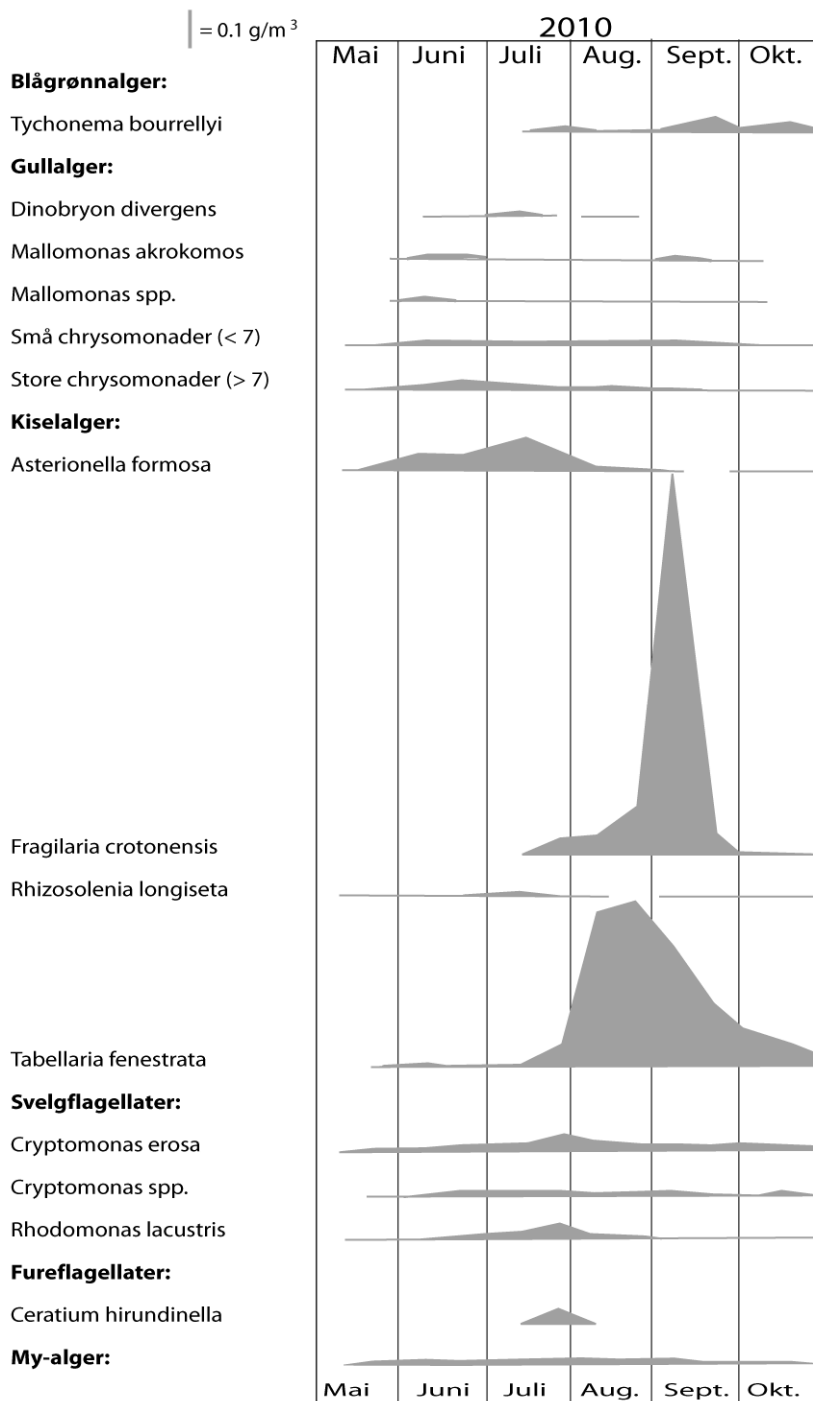 = 0.1 g/m 3
2010
Mai Juni Juli Aug. Sept. Okt.
Blågrønnalger:
Tychonema bourrellyi
Gullalger:
Dinobryon divergens
Mallomonas akrokomos
Mallomonas spp.
Små chrysomonader (< 7)
Store chrysomonader (> 7)
Kiselalger:
Asterionella formosa
Fragilaria crotonensis
Rhizosolenia longiseta
Tabellaria fenestrata
Svelgflagellater:
Cryptomonas erosa
Cryptomonas spp.
Rhodomonas lacustris
Fureflagellater:
Ceratium hirundinella
My-alger:
Mai Juni Juli Aug. Sept. Okt.